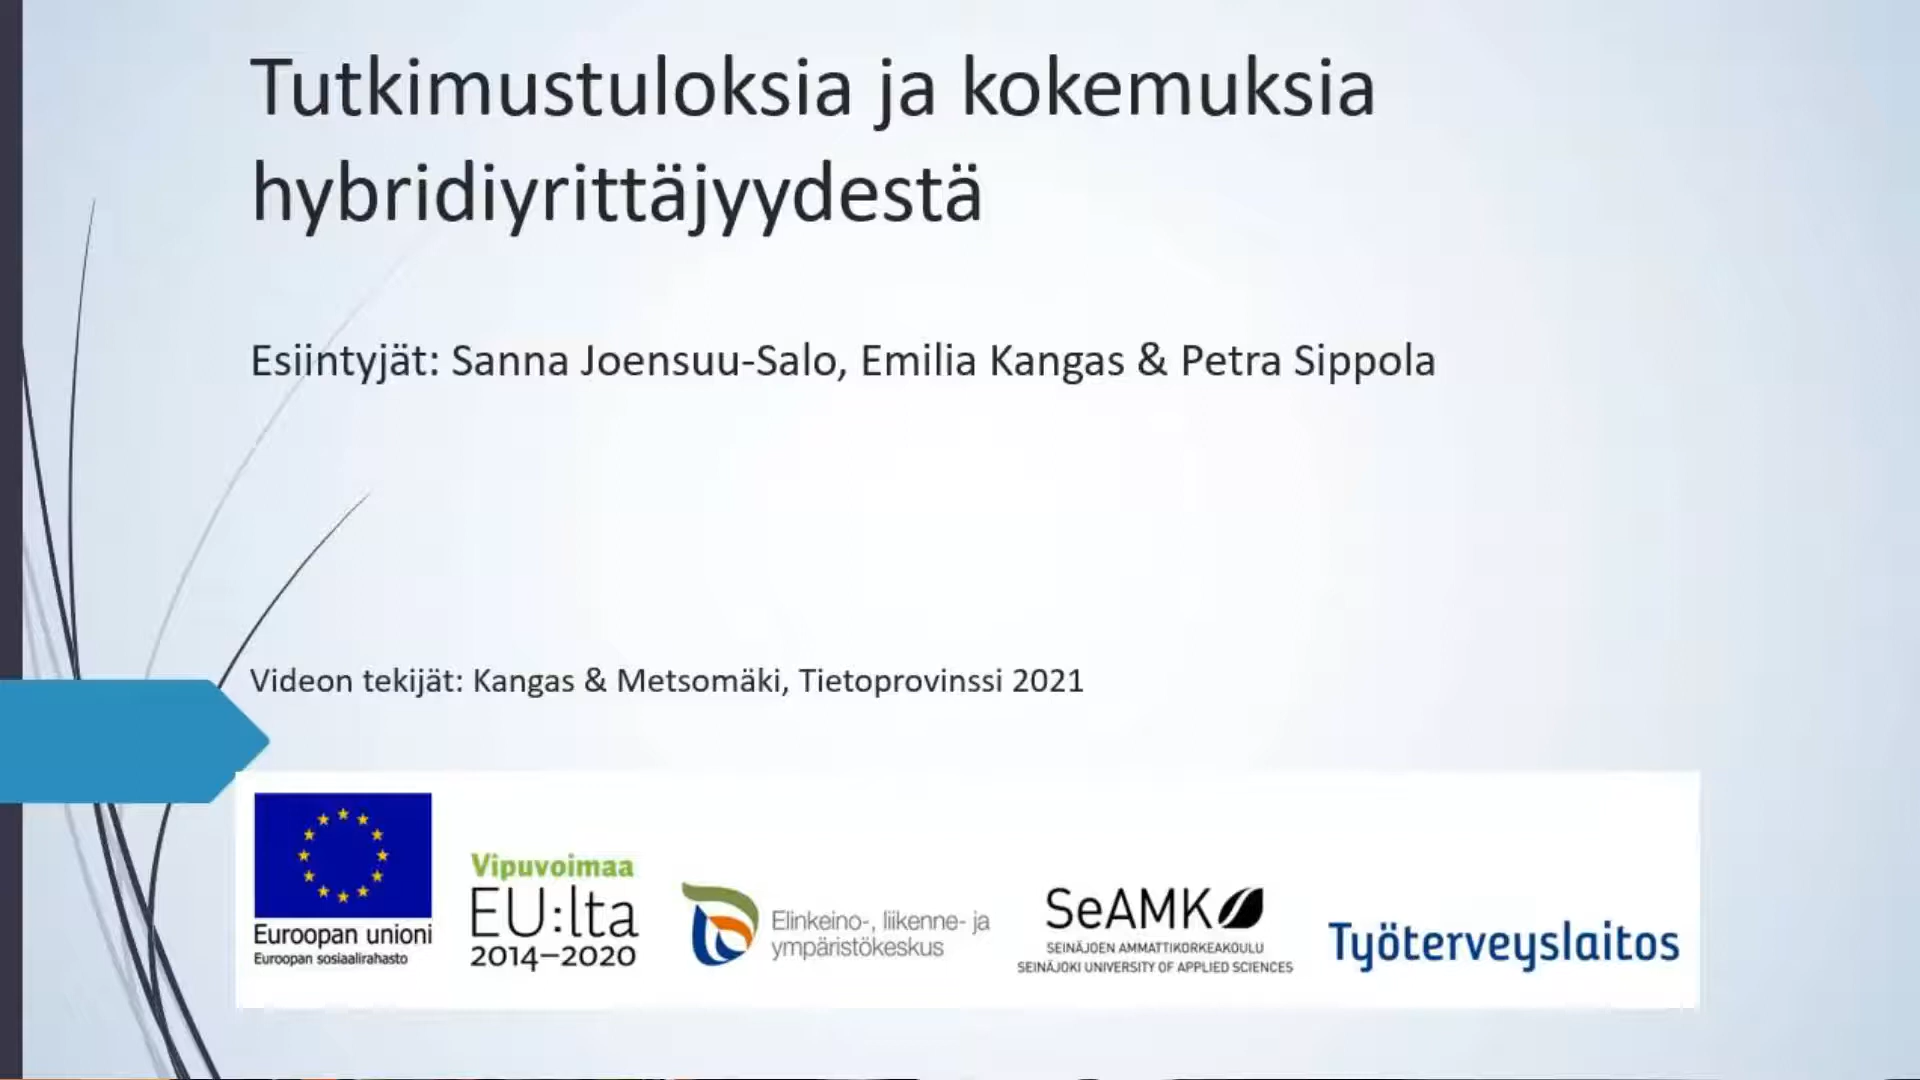 Tutkimustuloksia ja kokemuksia
hybridiyrittäjyydestä
Esiintyjät: Sanna Joensuu-Salo, Emilia Kangas & Petra Sippola
Videon tekijät: Kangas & Metsomäki, Tietoprovinssi 2021
Euroopan unioni
Euroopan sosiaalirahasto
Vipuvoimaa
EU:lta
2014–2020
Elinkeino-, liikenne- ja
ympäristökeskus
SeAMK
SEINÄJOEN AMMATTIKORKEAKOULU
SEINÄJOKI UNIVERSITY OF APPLIED SCIENCES
Työterveyslaitos